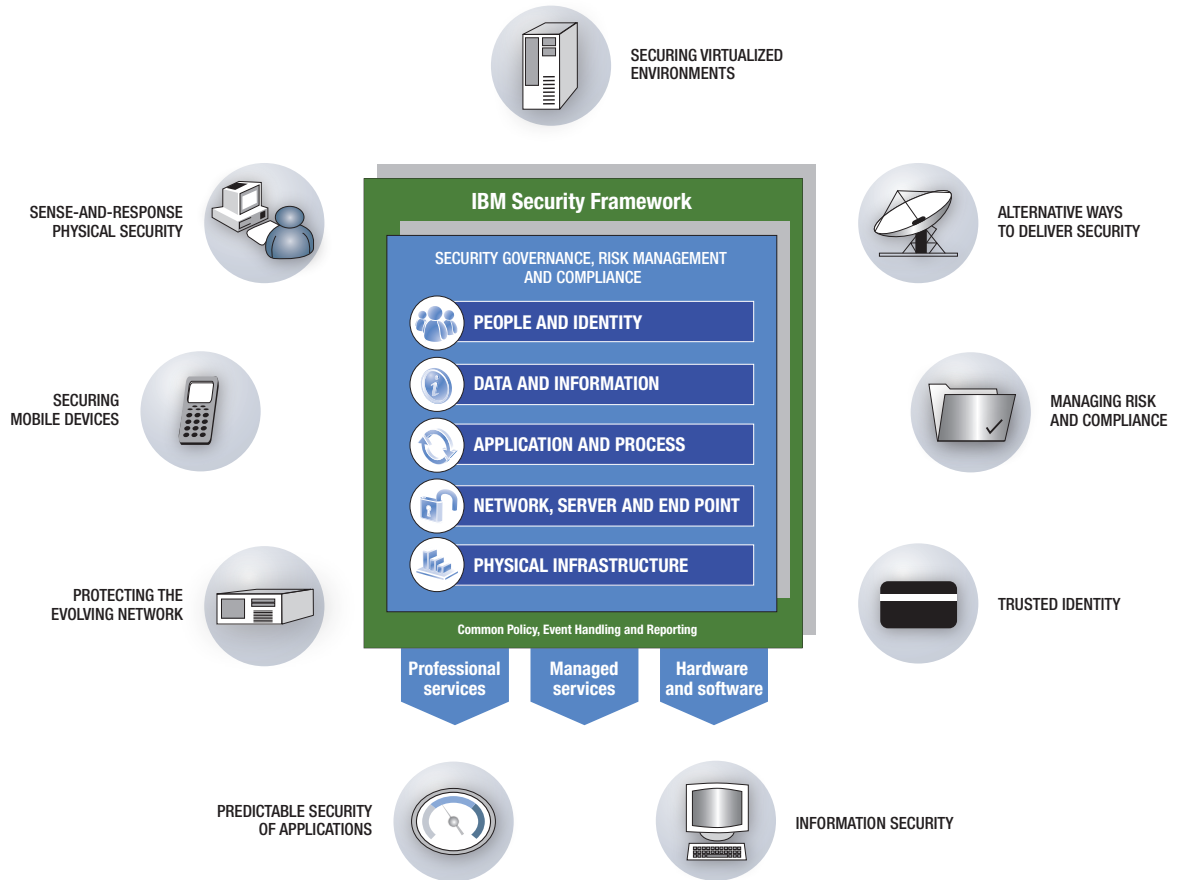 SECURING VIRTUALIZED
ENVIRONMENTS
SENSE-AND-RESPONSE
PHYSICAL SECURITY
IBM Security Framework
ALTERNATIVE WAYS
TO DELIVER SECURITY
SECURITY GOVERNANCE, RISK MANAGEMENT
AND COMPLIANCE
PEOPLE AND IDENTITY
DATA AND INFORMATION
APPLICATION AND PROCESS
NETWORK, SERVER AND END POINT
PHYSICAL INFRASTRUCTURE
Common Policy, Event Handling and Reporting
SECURING
MOBILE DEVICES
MANAGING RISK
AND COMPLIANCE
PROTECTING THE
EVOLVING NETWORK
TRUSTED IDENTITY
Professional
services
Managed
services
Hardware
and software
PREDICTABLE SECURITY
OF APPLICATIONS
INFORMATION SECURITY